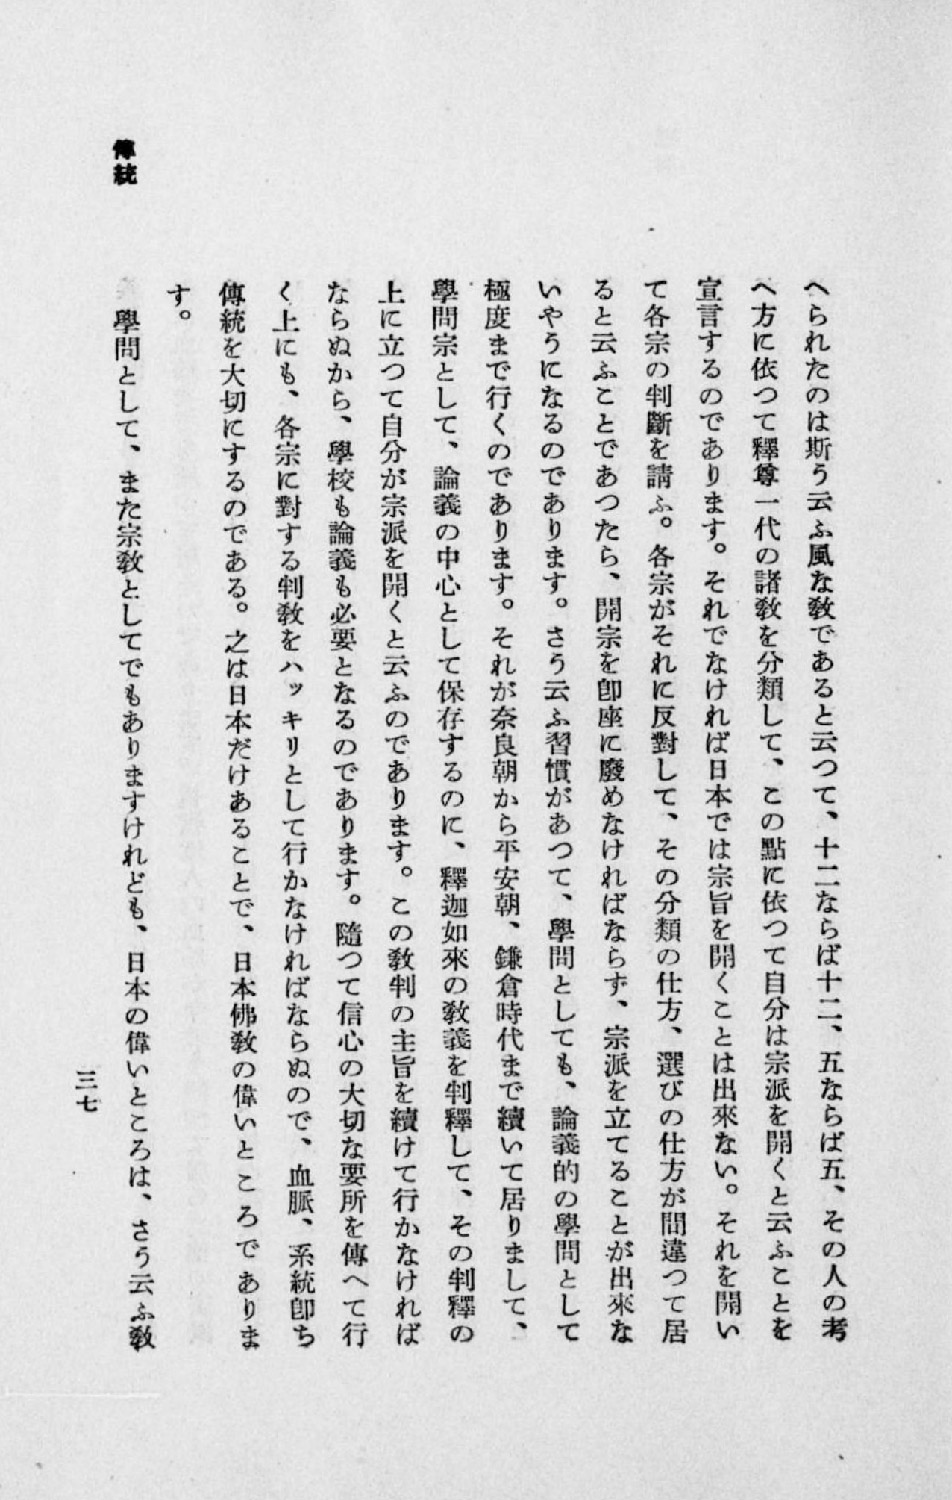 傳統
へられたのは斯う云ふ風な敎であると云つて、十二ならば十二、五ならば五、その人の考
へ方に依つて釋尊一代の諸敎を分類して、この點に依つて自分は宗派を開くと云ふことを
宣言するのであります。それでなければ日本では宗旨を開くことは出來ない。それを開い
て各宗の判斷を請ふ。各宗がそれに反對して、その分類の仕方、選びの仕方が間違つて居
ると云ふことであつたら、開宗を卽座に廢めなければならず、宗派を立てることが出來な
いやうになるのであります。さう云ふ習慣があつて、學問としても、論義的の學問として
極度まで行くのであります。それが奈良朝から平安朝、鎌倉時代まで續いて居りまして、
學問宗として、論義の中心として保存するのに、釋迦如來の敎義を判釋して、その判釋の
上に立つて自分が宗派を開くと云ふのであります。この敎判の主旨を續けて行かなければ
ならぬから、學校も論義も必要となるのであります。隨つて信心の大切な要所を傳へて行
く上にも、各宗に對する判敎をハッキリとして行かなければならぬので、血脈、系統卽ち
傳統を大切にするのである。之は日本だけあることで、日本佛敎の偉いところでありま
す。
學問として、また宗敎としてでもありますけれども、日本の偉いところは、さう云ふ敎
三七